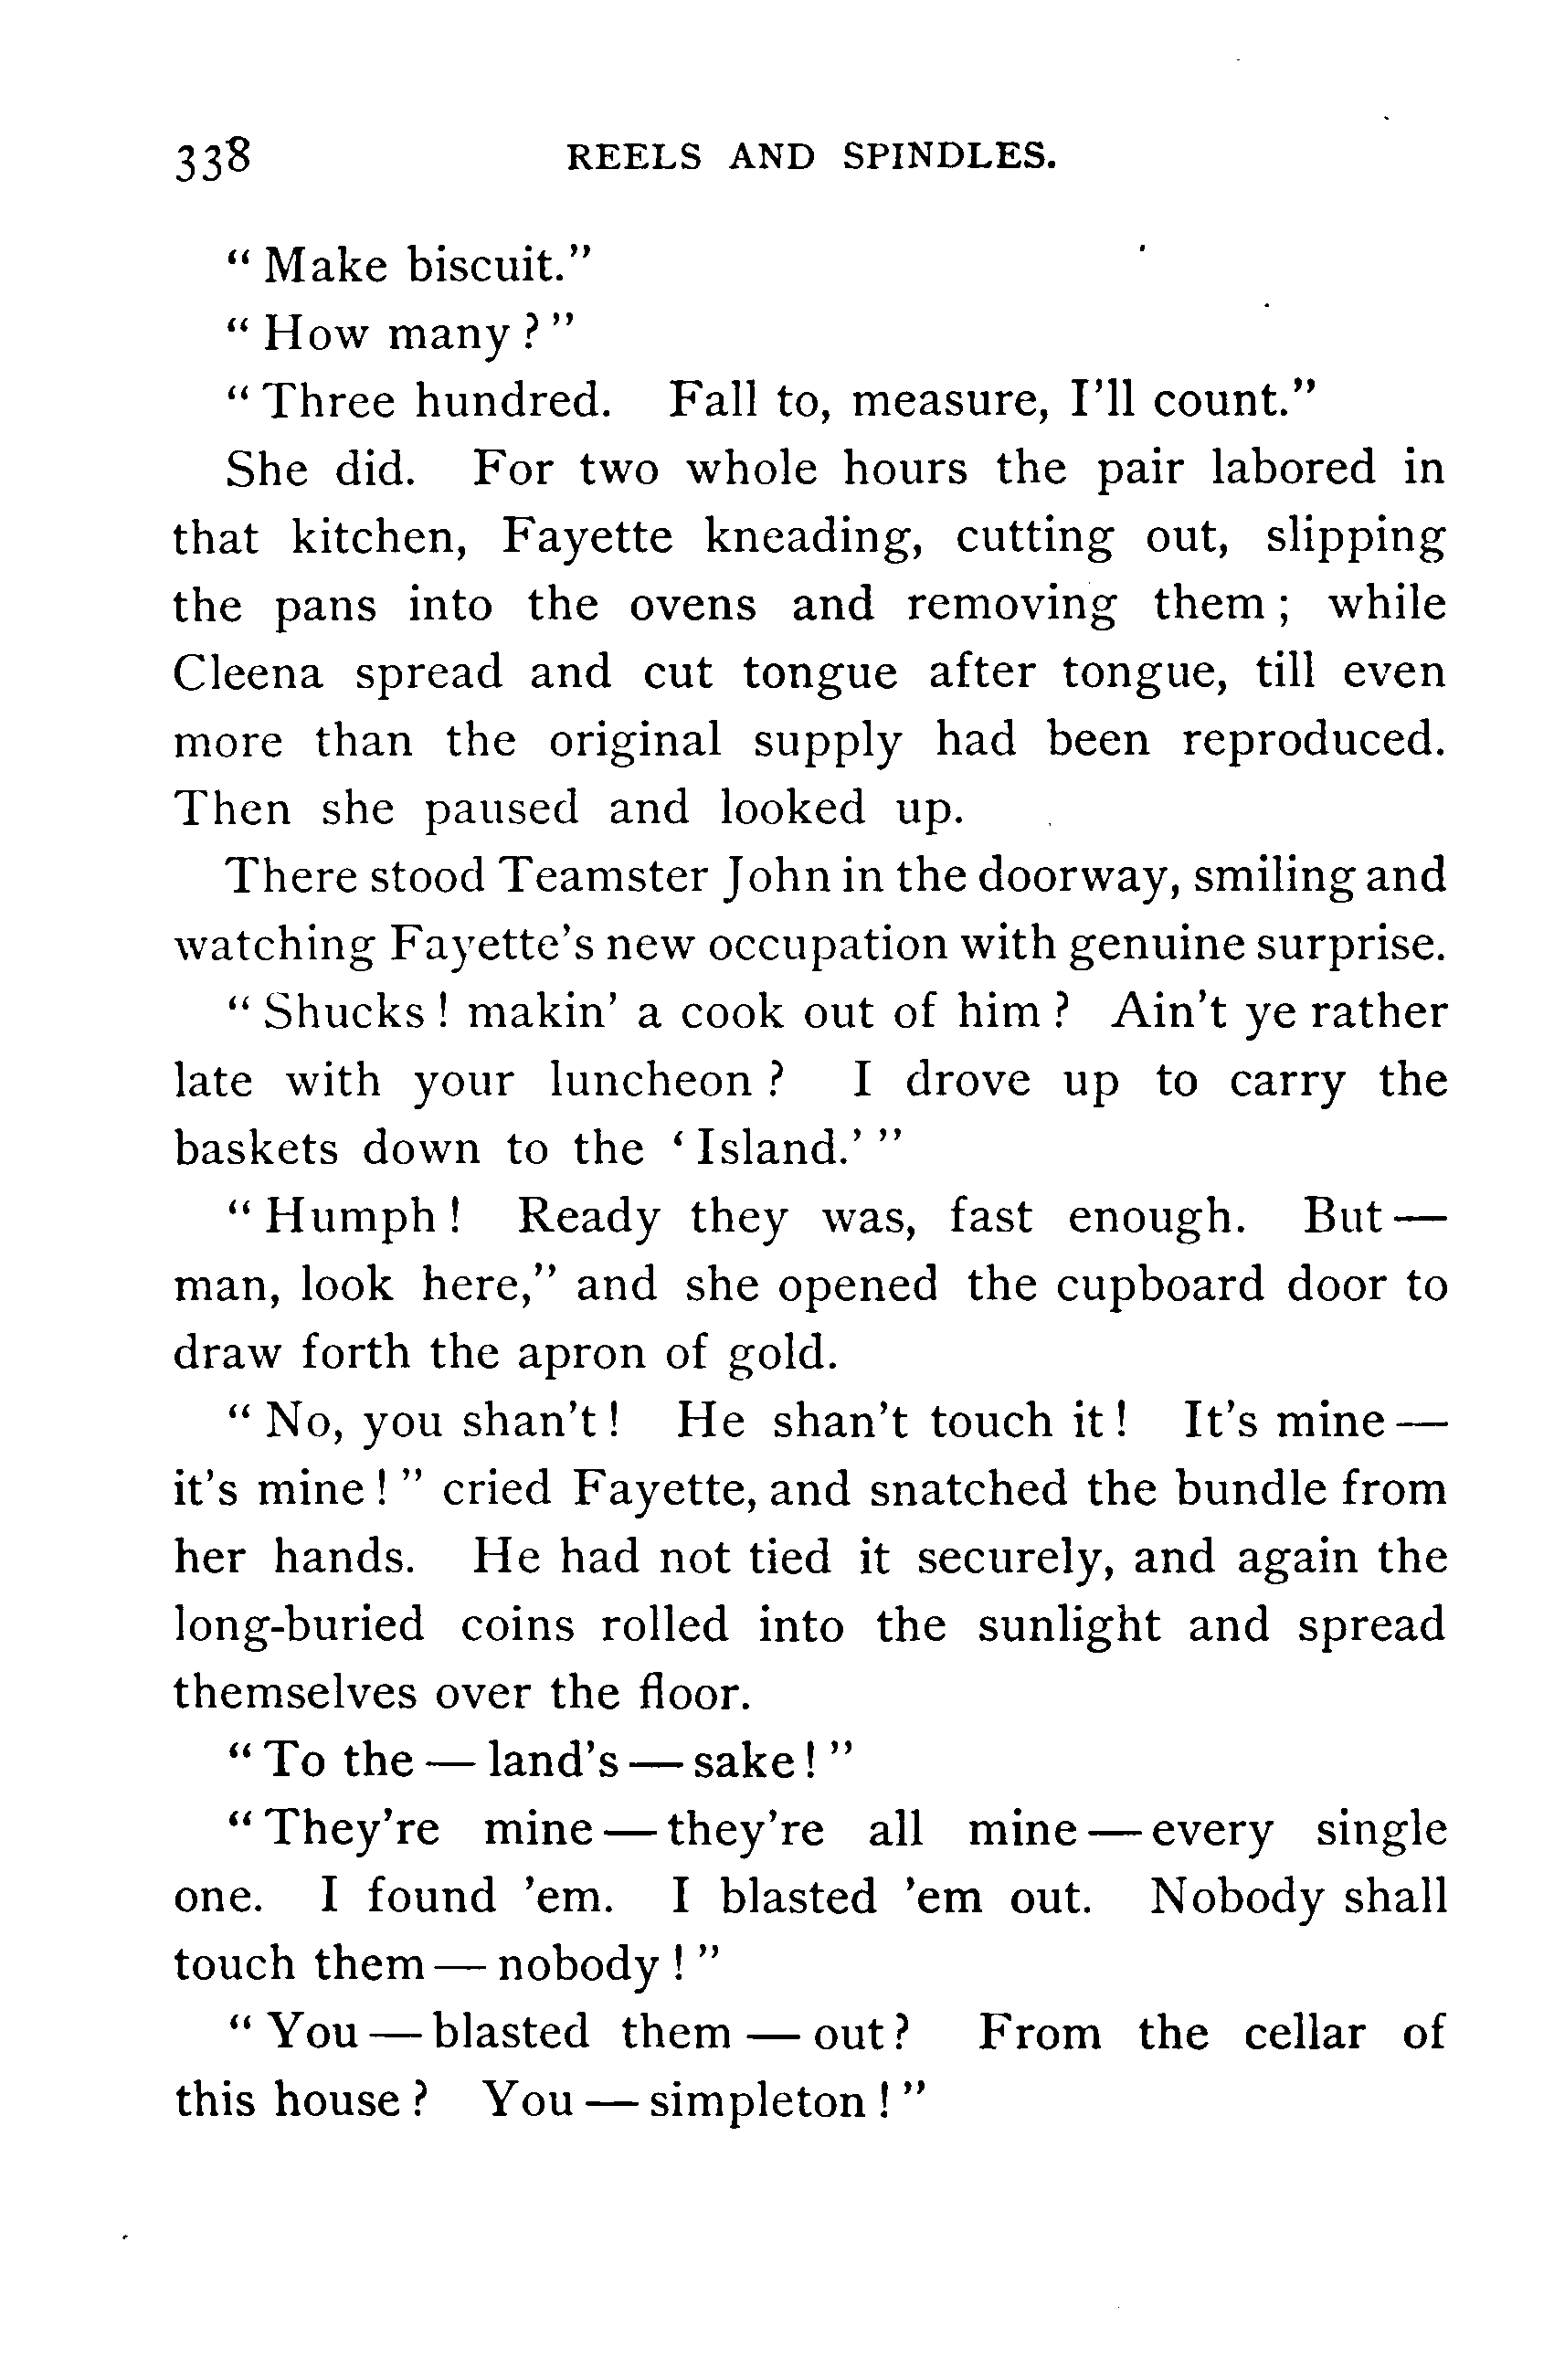 338 REELS AND SPINDLES.
“Make biscuit.”
“How many?”
“Three hundred. Fall to, measure, I’ll count.”
She did. For two whole hours the pair labored in
that kitchen, Fayette kneading, cutting out, slipping
the pans into the ovens and removing them; while
Cleena spread and cut tongue after tongue, till even
more than the original supply had been reproduced.
Then she paused and looked up.
There stood Teamster John in the doorway, smiling and
watching Fayette’s new occupation with genuine surprise.
“Shucks! makin’ a cook out of him? Ain’t ye rather
late with your luncheon? I drove up to carry the
baskets down to the ‘Island.’”
“Humph! Ready they was, fast enough. But—
man, look here,” and she opened the cupboard door to
draw forth the apron of gold.
“No, you shan’t! He shan’t touch it! It’s mine—
it’s mine!” cried Fayette, and snatched the bundle from
her hands. He had not tied it securely, and again the
long-buried coins rolled into the sunlight and spread
themselves over the floor.
“To the—land’s—sake!”
“They’re mine—they’re all mine—every single
one. I found ’em. I blasted ’em out. Nobody shall
touch them—nobody!”
“You—blasted them—out? From the cellar of
this house? You—simpleton!”